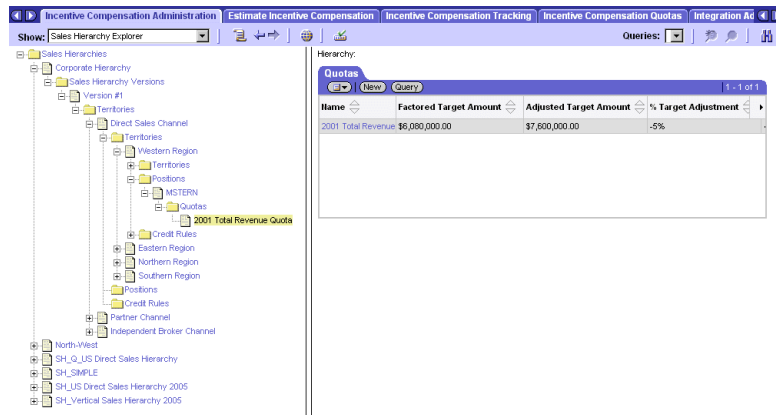 Incentive Compensation Administration Estimate Incentive Compensation Incentive Compensation Tracking Incentive Compensation Quotas Integration Ad
Show: Sales Hierarchy Explorer Queries:
Sales Hierarchies
Corporate Hierarchy
Sales Hierarchy Versions
Version #1
Territories
Direct Sales Channel
Territories
Western Region
Territories
Positions
MSTERN
Quotas
2001 Total Revenue Quota
Credit Rules
Eastern Region
Northern Region
Southern Region
Positions
Credit Rules
Partner Channel
Independent Broker Channel
North-West
SH_Q_US Direct Sales Hierarchy
SH_SIMPLE
SH_US Direct Sales Hierarchy 2005
SH_Vertical Sales Hierarchy 2005
Hierarchy:
Quotas
New Query 1 - 1 of 1
Name Factored Target Amount Adjusted Target Amount % Target Adjustment
2001 Total Revenue $6,080,000.00 $7,600,000.00 -5%